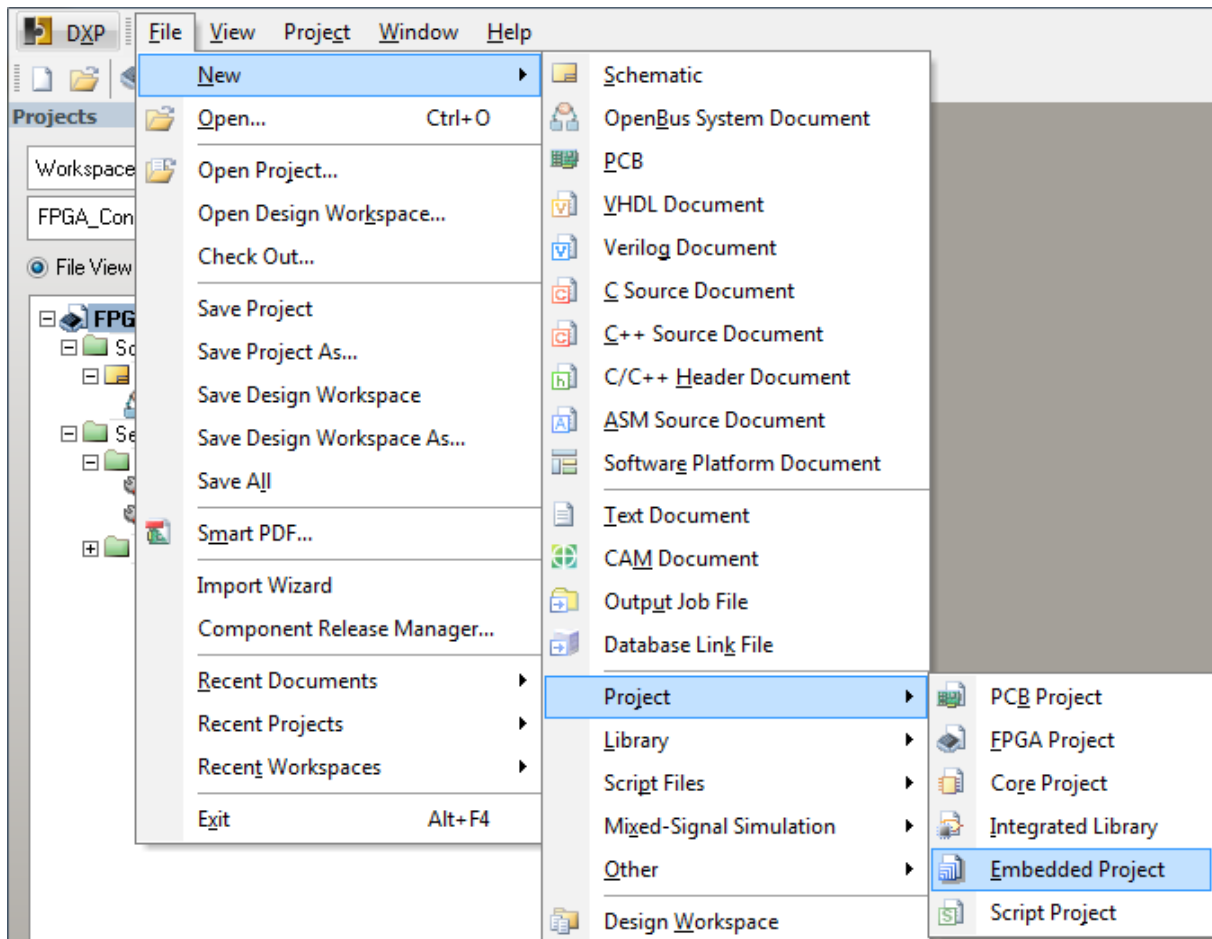 DXP File View Project Window Help
Projects
Workspace
FPGA_Con
File View
FPG
So
Se
New
Open... Ctrl+O
Open Project...
Open Design Workspace...
Check Out...
Save Project
Save Project As...
Save Design Workspace
Save Design Workspace As...
Save All
Smart PDF...
Import Wizard
Component Release Manager...
Recent Documents
Recent Projects
Recent Workspaces
Exit Alt+F4
Schematic
OpenBus System Document
PCB
VHDL Document
Verilog Document
C Source Document
C++ Source Document
C/C++ Header Document
ASM Source Document
Software Platform Document
Text Document
CAM Document
Output Job File
Database Link File
Project
Library
Script Files
Mixed-Signal Simulation
Other
Design Workspace
PCB Project
FPGA Project
Core Project
Integrated Library
Embedded Project
Script Project